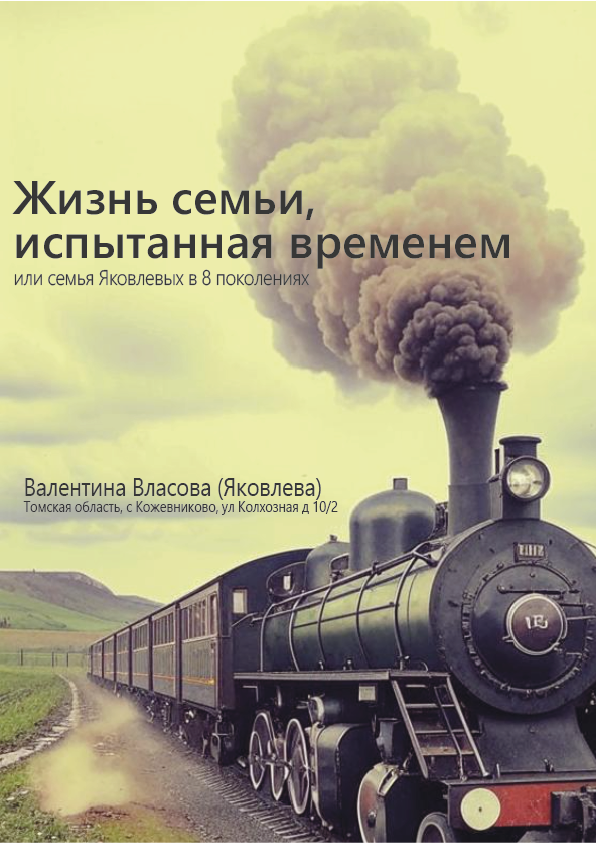 Жизнь семьи,
испытанная временем
или семья Яковлевых в 8 поколениях
Валентина Власова (Яковлева)
Томская область, с Кожевниково, ул Колхозная д 10/2